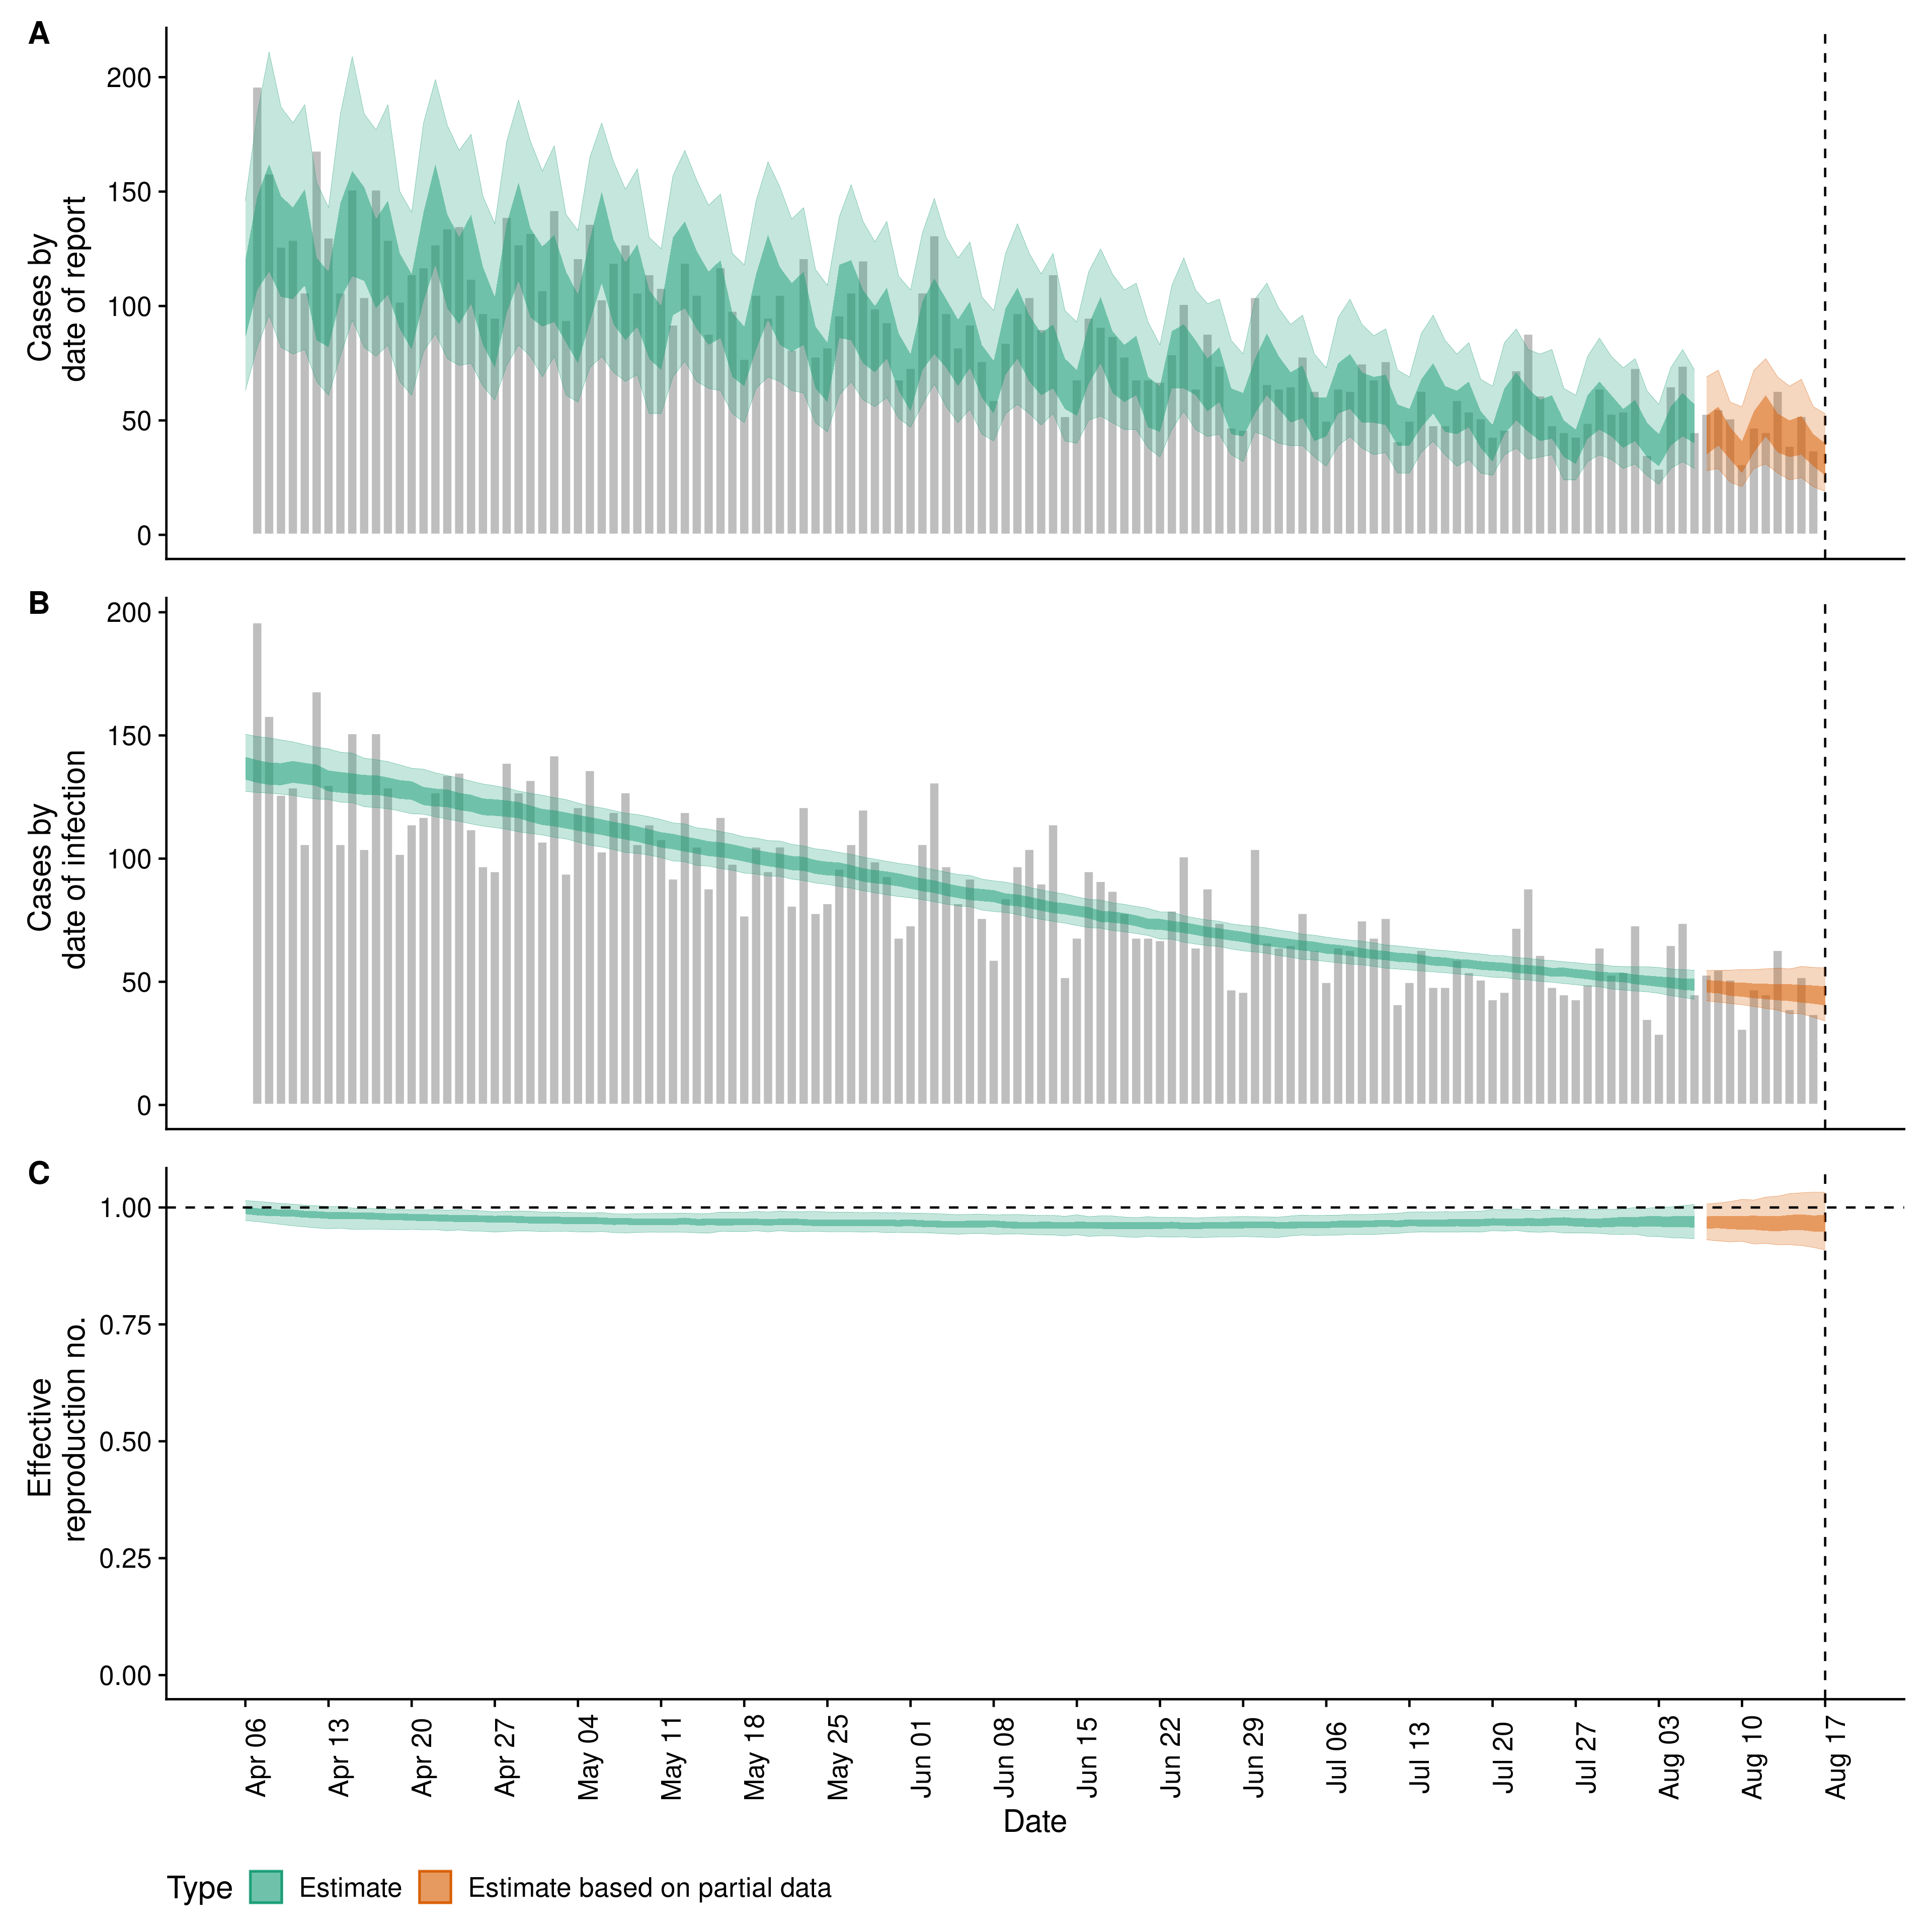 A
Cases by
date of report
200
150
100
50
0
B
Cases by
date of infection
200
150
100
50
0
C
Effective
reproduction no.
1.00
0.75
0.50
0.25
0.00
Apr 06
Apr 13
Apr 20
Apr 27
May 04
May 11
May 18
May 25
Jun 01
Jun 08
Jun 15
Jun 22
Jun 29
Jul 06
Jul 13
Jul 20
Jul 27
Aug 03
Aug 10
Aug 17
Date
Type Estimate Estimate based on partial data